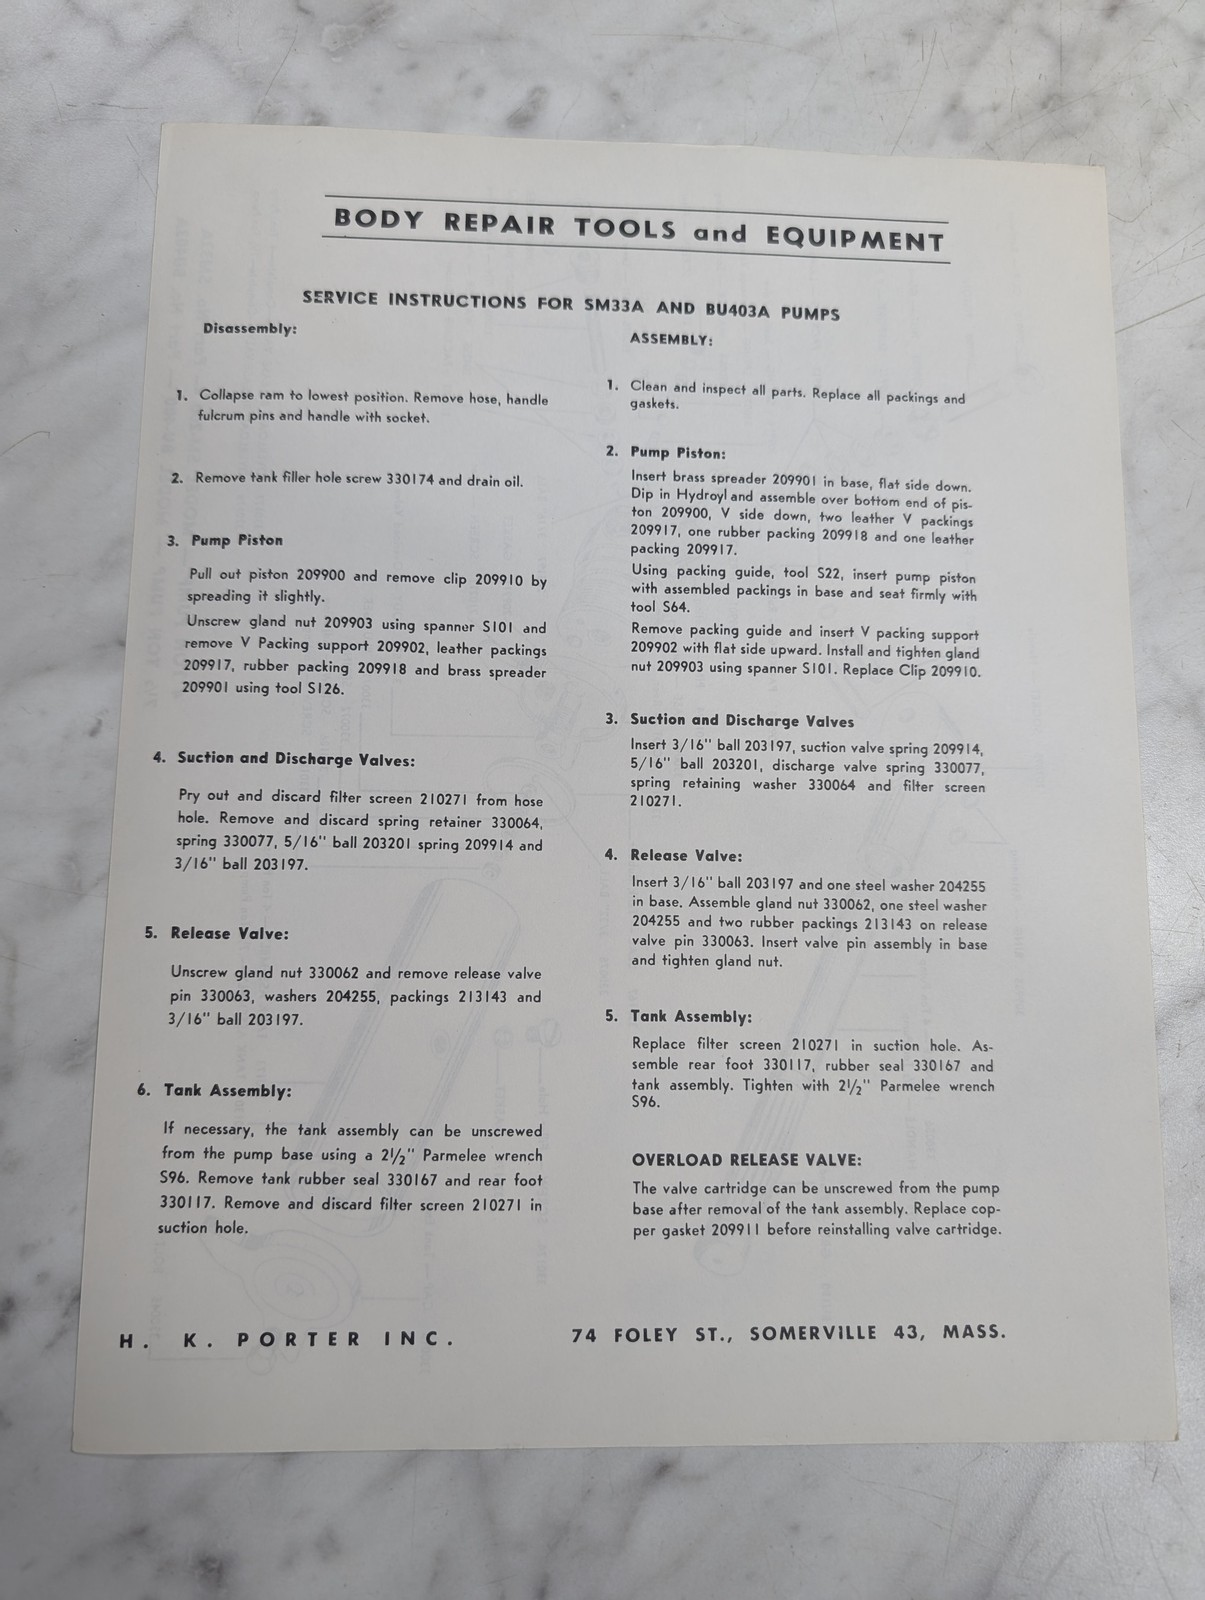 BODY REPAIR TOOLS and EQUIPMENT
SERVICE INSTRUCTIONS FOR SM33A AND BU403A PUMPS
Disassembly:
1. Collapse ram to lowest position. Remove hose, handle
fulcrum pins and handle with socket.
2. Remove tank filler hole screw 330174 and drain oil.
3. Pump Piston
Pull out piston 209900 and remove clip 209910 by
spreading it slightly.
Unscrew gland nut 209903 using spanner S101 and
remove V Packing support 209902, leather packings
209917, rubber packing 209918 and brass spreader
209901 using tool S126.
4. Suction and Discharge Valves:
Pry out and discard filter screen 210271 from hose
hole. Remove and discard spring retainer 330064,
spring 330077, 5/16" ball 203201 spring 209914 and
3/16" ball 203197.
5. Release Valve:
Unscrew gland nut 330062 and remove release valve
pin 330063, washers 204255, packings 213143 and
3/16" ball 203197.
6. Tank Assembly:
If necessary, the tank assembly can be unscrewed
from the pump base using a 2½" Parmelee wrench
S96. Remove tank rubber seal 330167 and rear foot
330117. Remove and discard filter screen 210271 in
suction hole.
ASSEMBLY:
1. Clean and inspect all parts. Replace all packings and
gaskets.
2. Pump Piston:
Insert brass spreader 209901 in base, flat side down.
Dip in Hydroyl and assemble over bottom end of pis-
ton 209900, V side down, two leather V packings
209917, one rubber packing 209918 and one leather
packing 209917.
Using packing guide, tool S22, insert pump piston
with assembled packings in base and seat firmly with
tool S64.
Remove packing guide and insert V packing support
209902 with flat side upward. Install and tighten gland
nut 209903 using spanner S101. Replace Clip 209910.
3. Suction and Discharge Valves
Insert 3/16" ball 203197, suction valve spring 209914,
5/16" ball 203201, discharge valve spring 330077,
spring retaining washer 330064 and filter screen
210271.
4. Release Valve:
Insert 3/16" ball 203197 and one steel washer 204255
in base. Assemble gland nut 330062, one steel washer
204255 and two rubber packings 213143 on release
valve pin 330063. Insert valve pin assembly in base
and tighten gland nut.
5. Tank Assembly:
Replace filter screen 210271 in suction hole. As-
semble rear foot 330117, rubber seal 330167 and
tank assembly. Tighten with 2½" Parmelee wrench
S96.
OVERLOAD RELEASE VALVE:
The valve cartridge can be unscrewed from the pump
base after removal of the tank assembly. Replace cop-
per gasket 209911 before reinstalling valve cartridge.
H. K. PORTER INC.
74 FOLEY ST., SOMERVILLE 43, MASS.